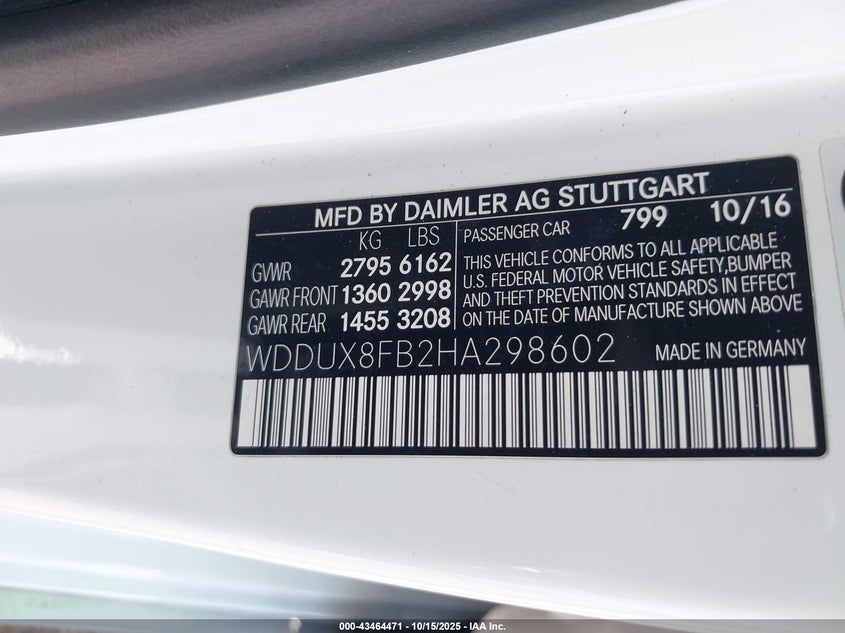 MFD BY DAIMLER AG STUTTGART
KG LBS
GVWR 2795 6162
GAWR FRONT 1360 2998
GAWR REAR 1455 3208
PASSENGER CAR 799 10/16
THIS VEHICLE CONFORMS TO ALL APPLICABLE
U.S. FEDERAL MOTOR VEHICLE SAFETY,BUMPER
AND THEFT PREVENTION STANDARDS IN EFFECT
ON THE DATE OF MANUFACTURE SHOWN ABOVE
WDDUX8FB2HA298602 MADE IN GERMANY
000-43464471 - 10/15/2025 - IAA Inc.